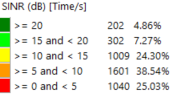 SINR (dB) [Time/s]
>= 20 202 4.86%
>= 15 and < 20 302 7.27%
>= 10 and < 15 1009 24.30%
>= 5 and < 10 1601 38.54%
>= 0 and < 5 1040 25.03%